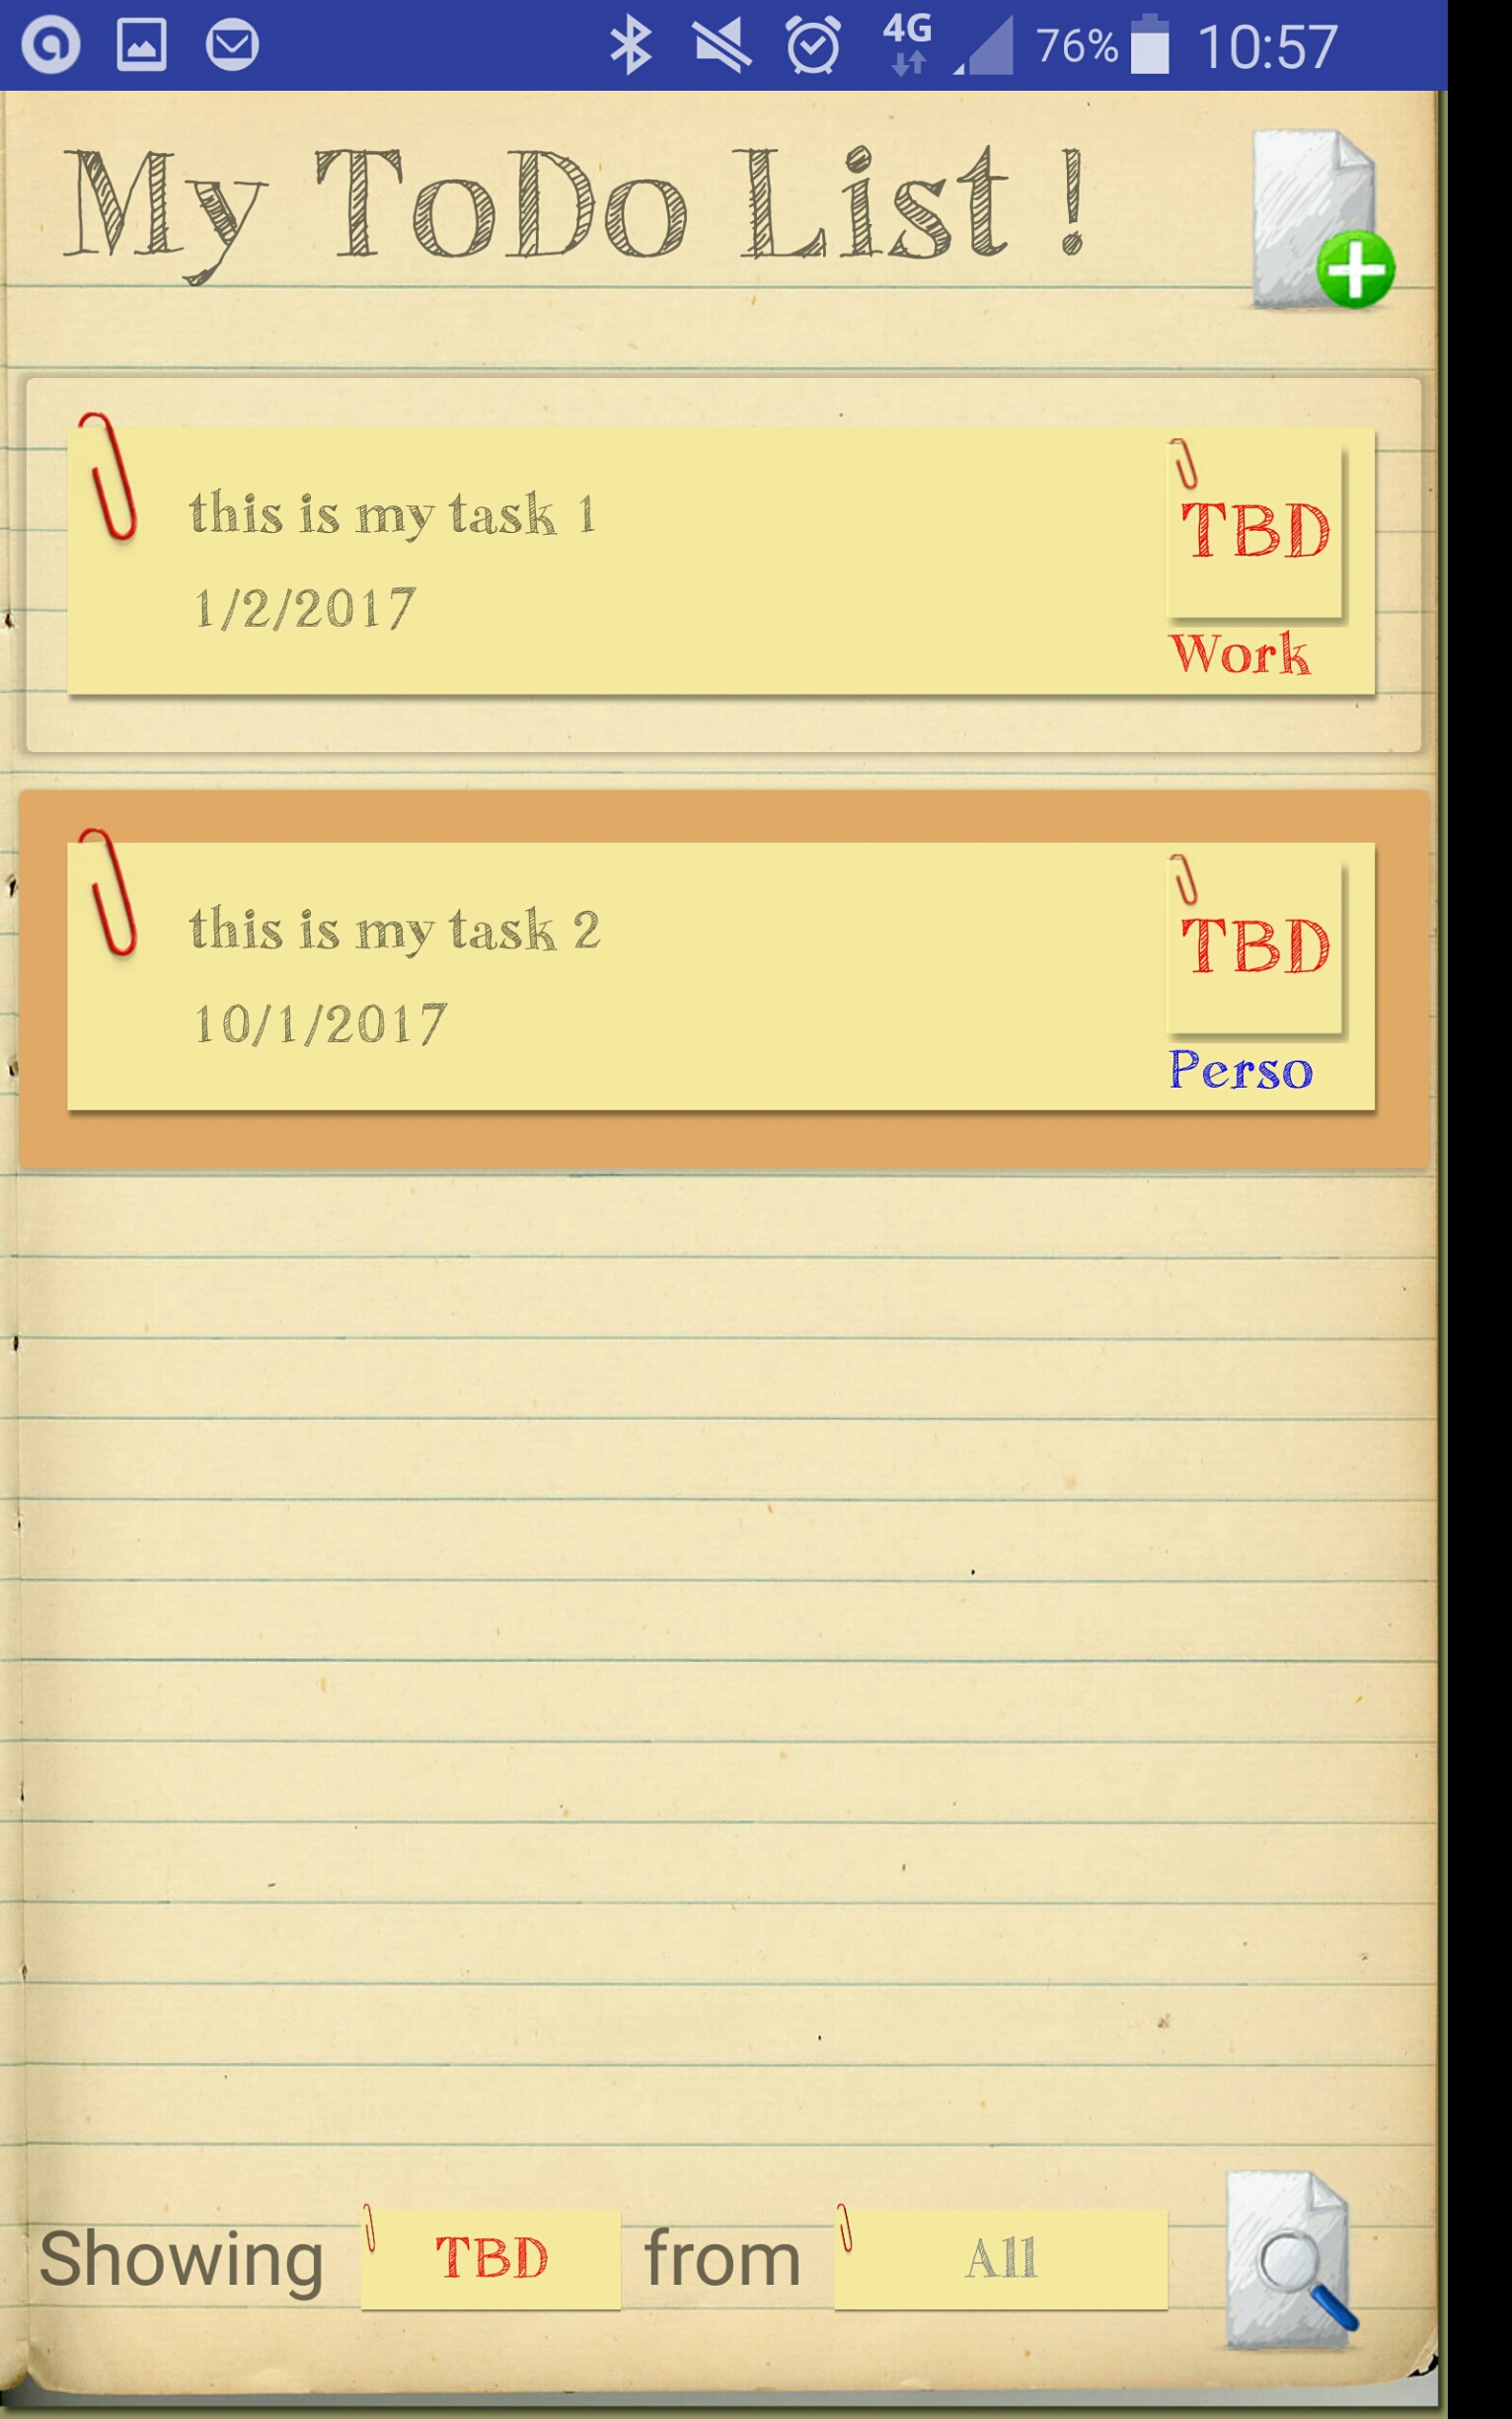 4G 76% 10:57
My ToDo List !
this is my task 1
1/2/2017
TBD
Work
this is my task 2
10/1/2017
TBD
Perso
Showing TBD from All